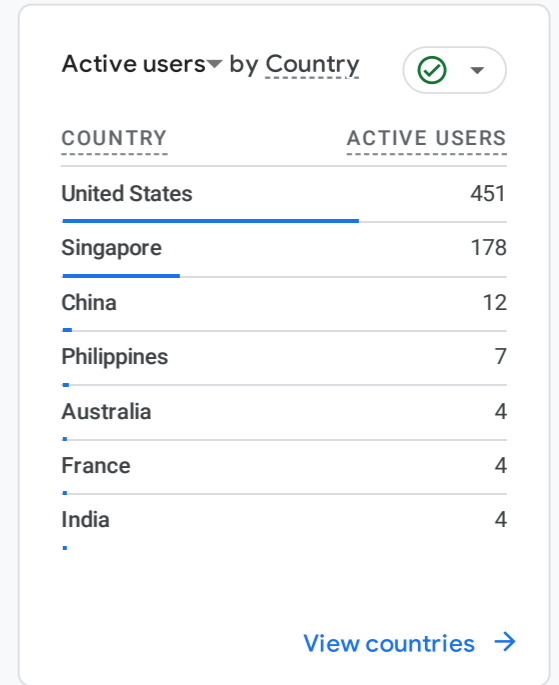 Active users by Country
COUNTRY ACTIVE USERS
United States 451
Singapore 178
China 12
Philippines 7
Australia 4
France 4
India 4
View countries